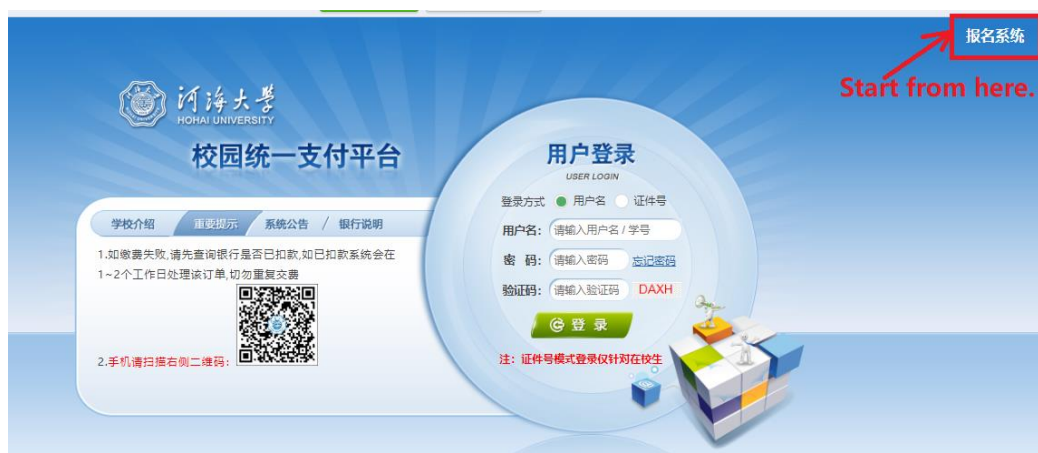 报名系统
Start from here.
河海大学
HOHAI UNIVERSITY
校园统一支付平台
学校介绍
重要提示
系统公告
/
银行说明
1.如缴费失败,请先查询银行是否已扣款,如已扣款系统会在
1~2个工作日处理该订单,切勿重复交费
2.手机请扫描右侧二维码:
用户登录
USER LOGIN
登录方式 用户名 证件号
用户名: 请输入用户名 / 学号
密 码: 请输入密码 忘记密码
验证码: 请输入验证码 DAXH
登 录
注: 证件号模式登录仅针对在校生